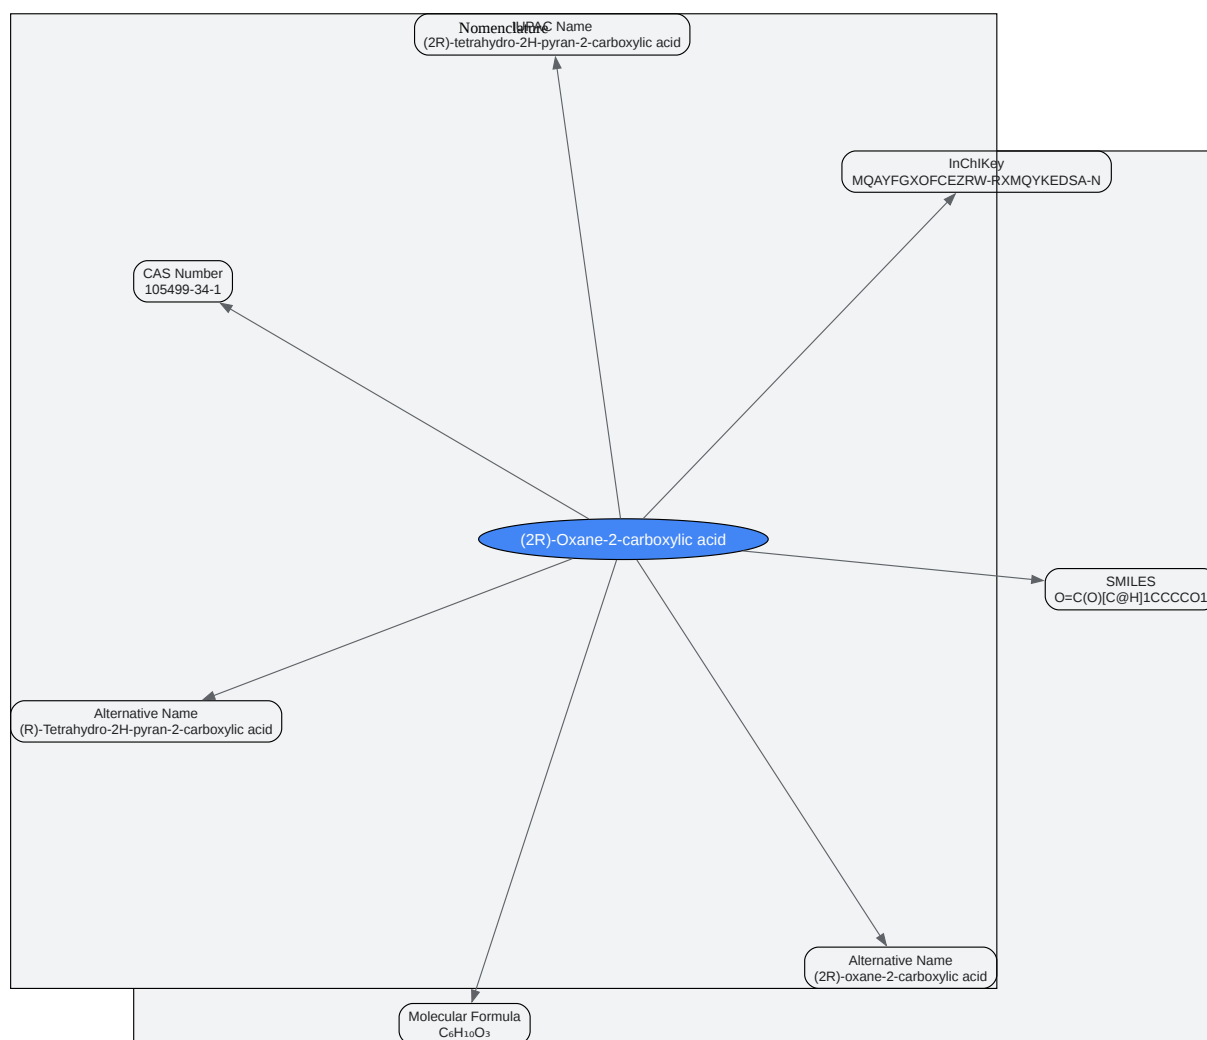 Nomenclature
IUPAC Name
(2R)-tetrahydro-2H-pyran-2-carboxylic acid
InChIKey
MQAYFGXOFCEZRW-RXMQYKEDSA-N
CAS Number
105499-34-1
(2R)-Oxane-2-carboxylic acid
SMILES
O=C(O)[C@H]1CCCCO1
Alternative Name
(R)-Tetrahydro-2H-pyran-2-carboxylic acid
Alternative Name
(2R)-oxane-2-carboxylic acid
Molecular Formula
C₆H₁₀O₃